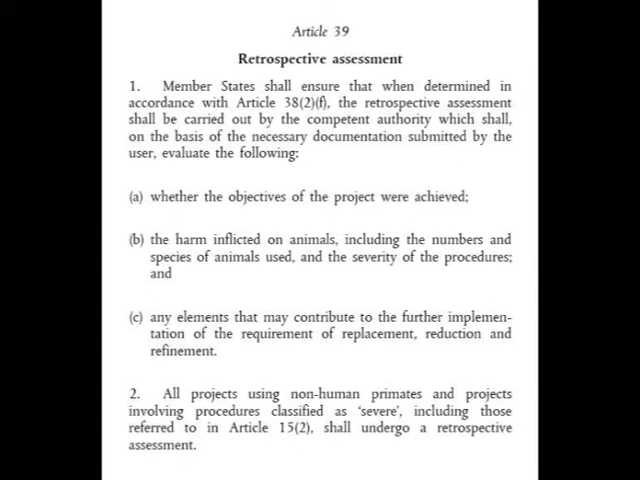 Article 39
Retrospective assessment
1. Member States shall ensure that when determined in
accordance with Article 38(2)(f), the retrospective assessment
shall be carried out by the competent authority which shall,
on the basis of the necessary documentation submitted by the
user, evaluate the following:
(a) whether the objectives of the project were achieved;
(b) the harm inflicted on animals, including the numbers and
species of animals used, and the severity of the procedures;
and
(c) any elements that may contribute to the further implemen-
tation of the requirement of replacement, reduction and
refinement.
2. All projects using non-human primates and projects
involving procedures classified as ‘severe’, including those
referred to in Article 15(2), shall undergo a retrospective
assessment.